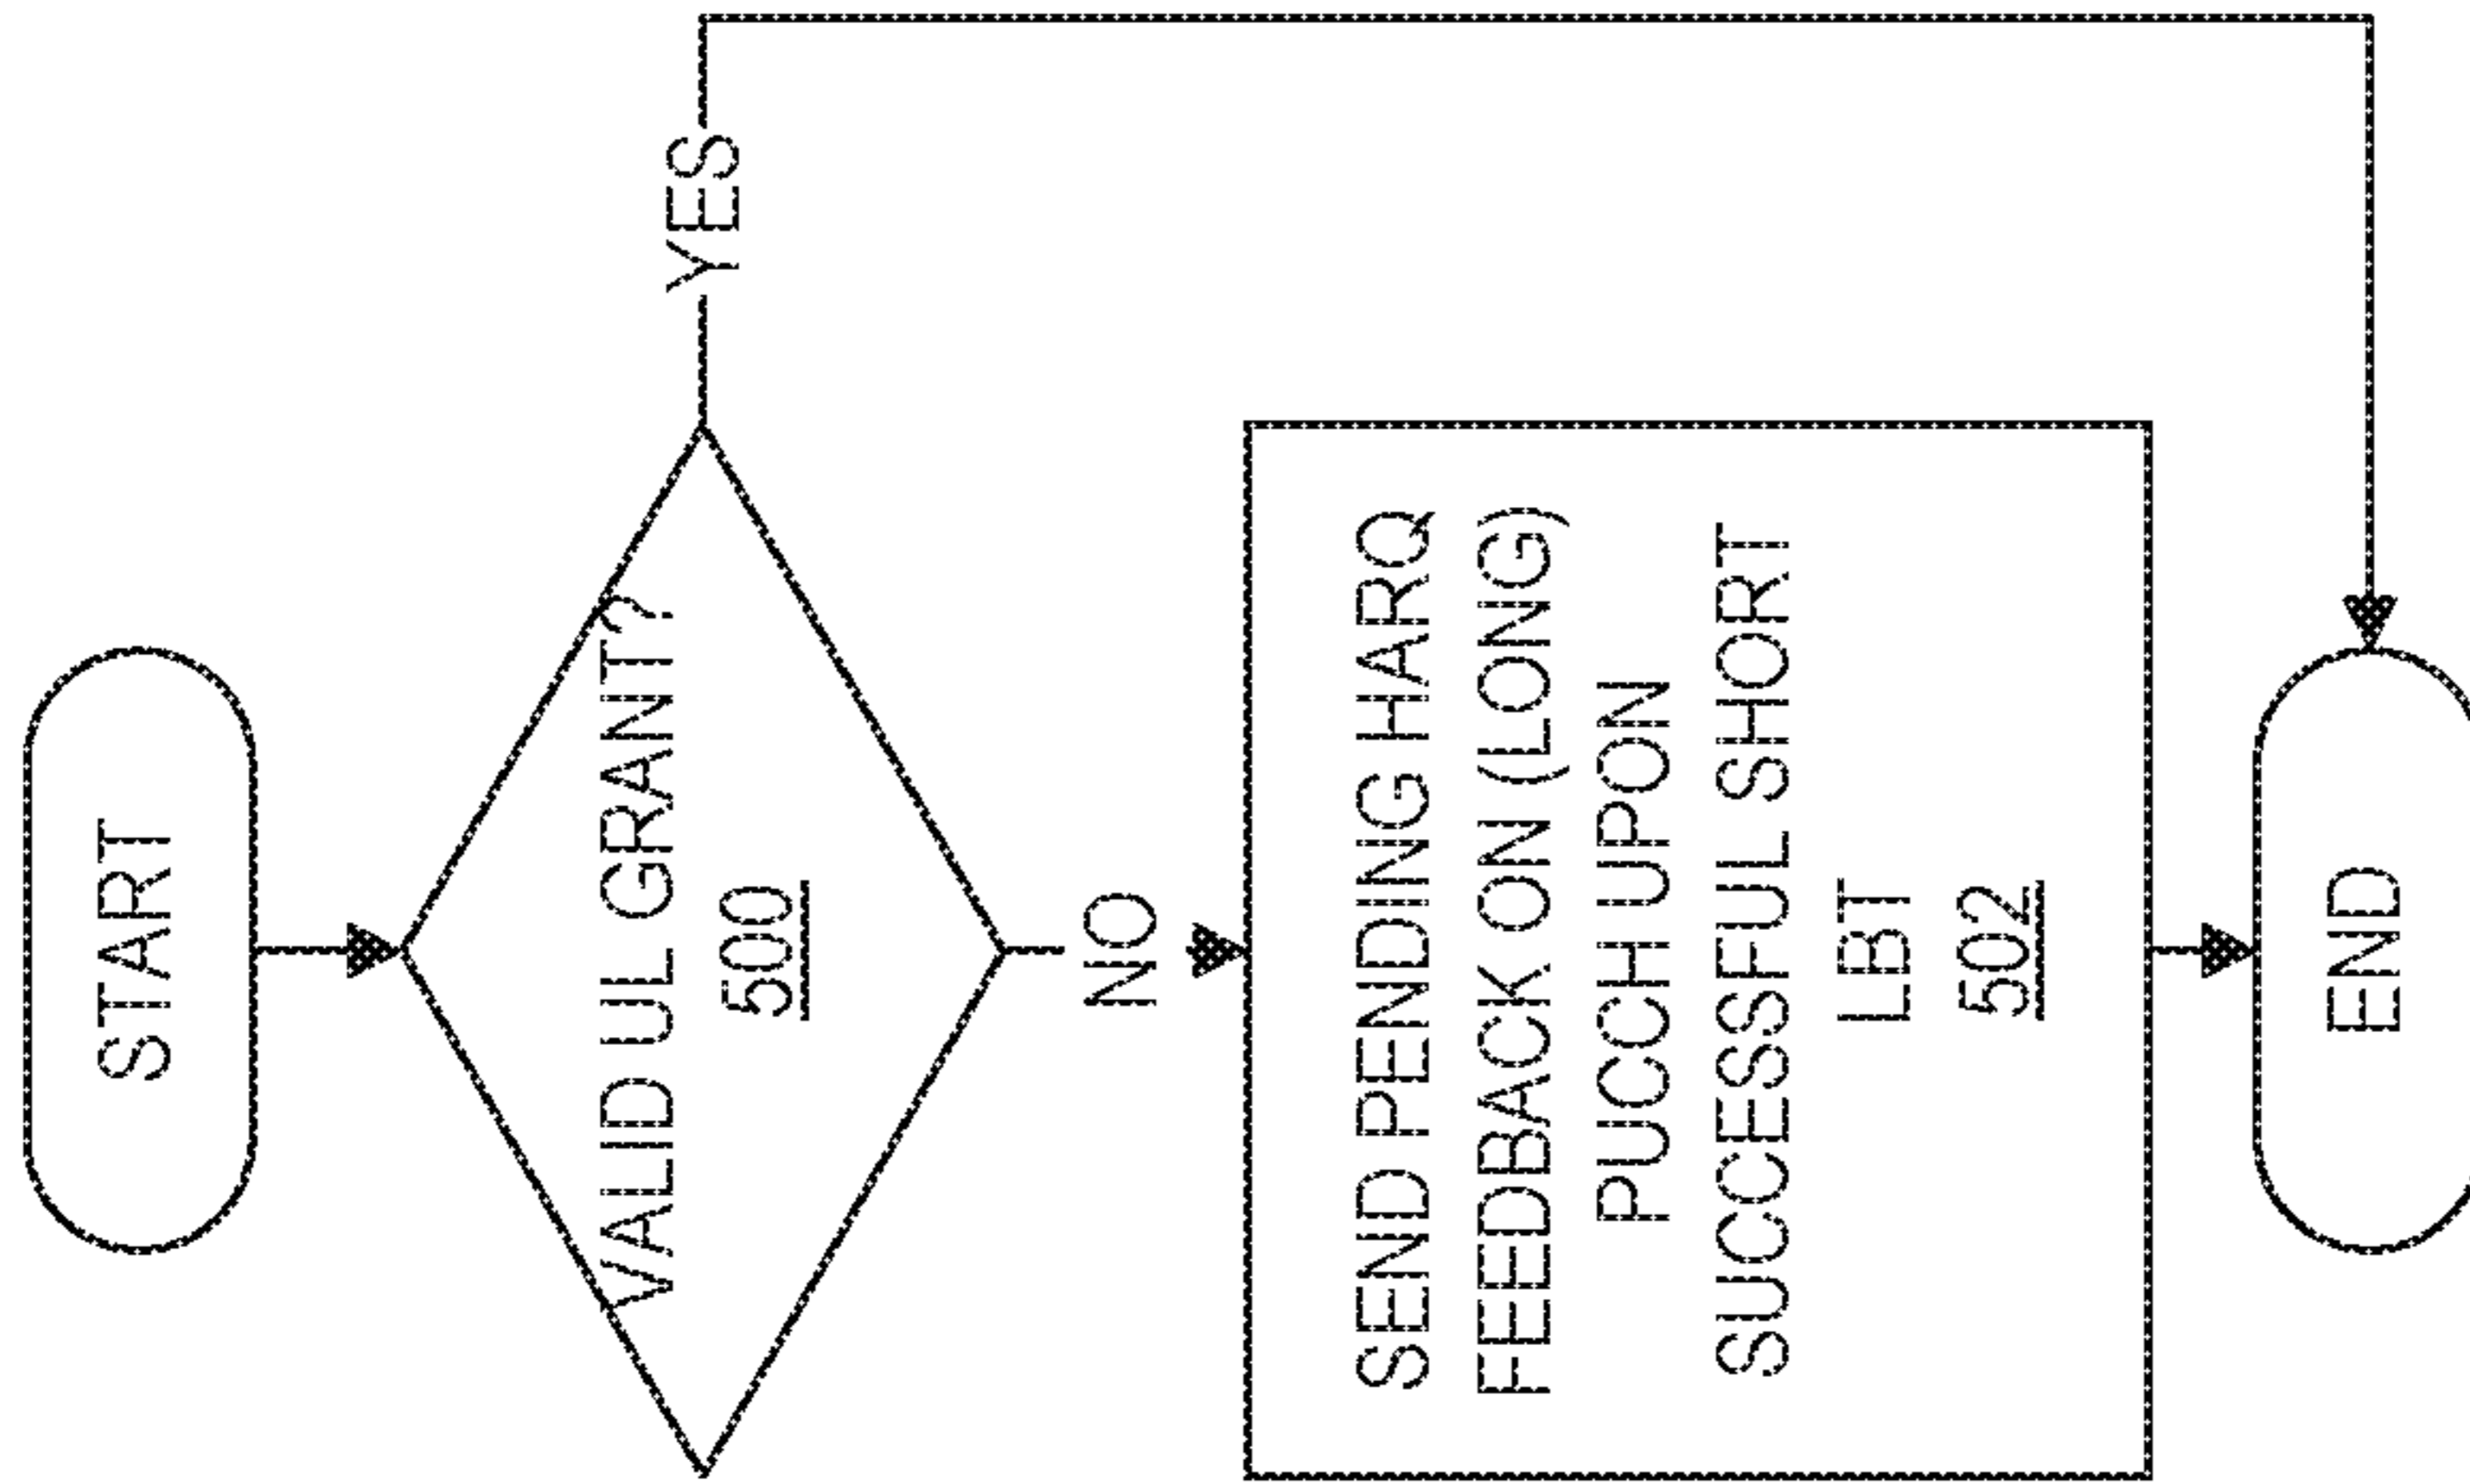 START
VALID UL GRANT?
500
YES
NO
SEND PENDING HARQ
FEEDBACK ON (LONG)
PUCCH UPON
SUCCESSFUL SHORT
LBT
502
END